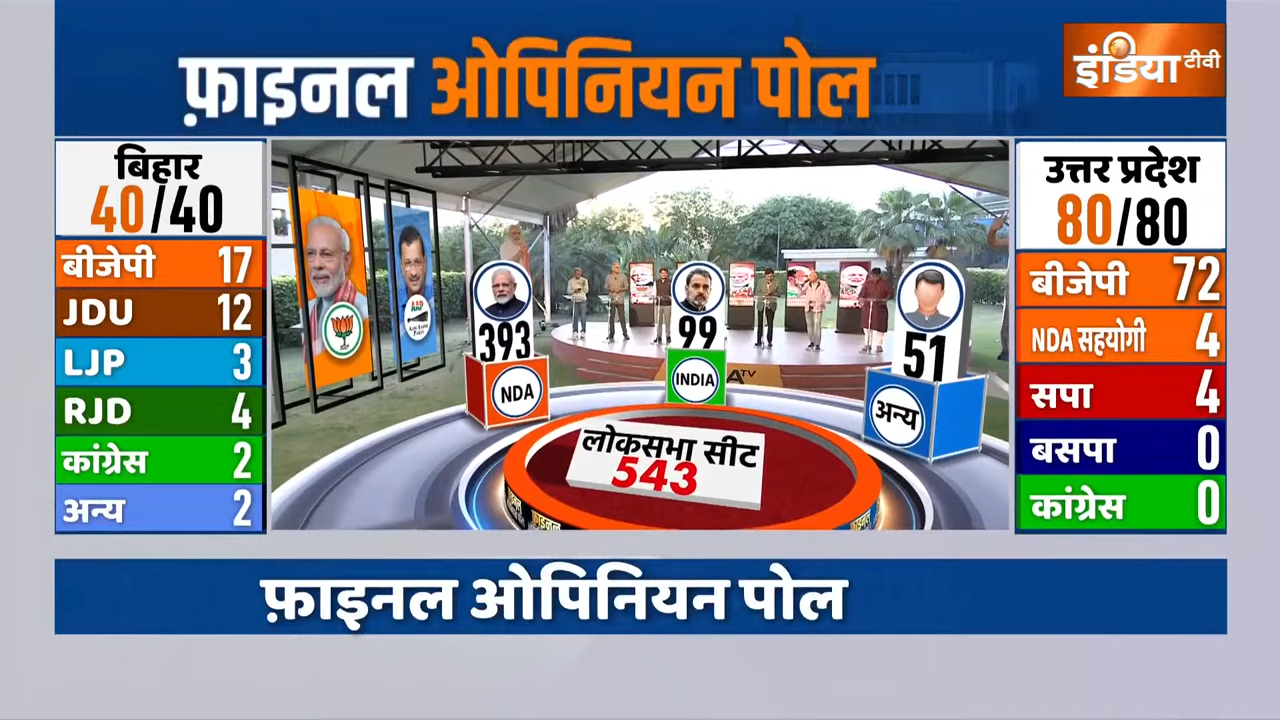 फ़ाइनल ओपिनियन पोल
इंडिया टीवी
बिहार
40/40
बीजेपी 17
JDU 12
LJP 3
RJD 4
कांग्रेस 2
अन्य 2
AAP
393
NDA
99
INDIA
51
अन्य
लोकसभा सीट
543
उत्तर प्रदेश
80/80
बीजेपी 72
NDA सहयोगी 4
सपा 4
बसपा 0
कांग्रेस 0
फ़ाइनल ओपिनियन पोल